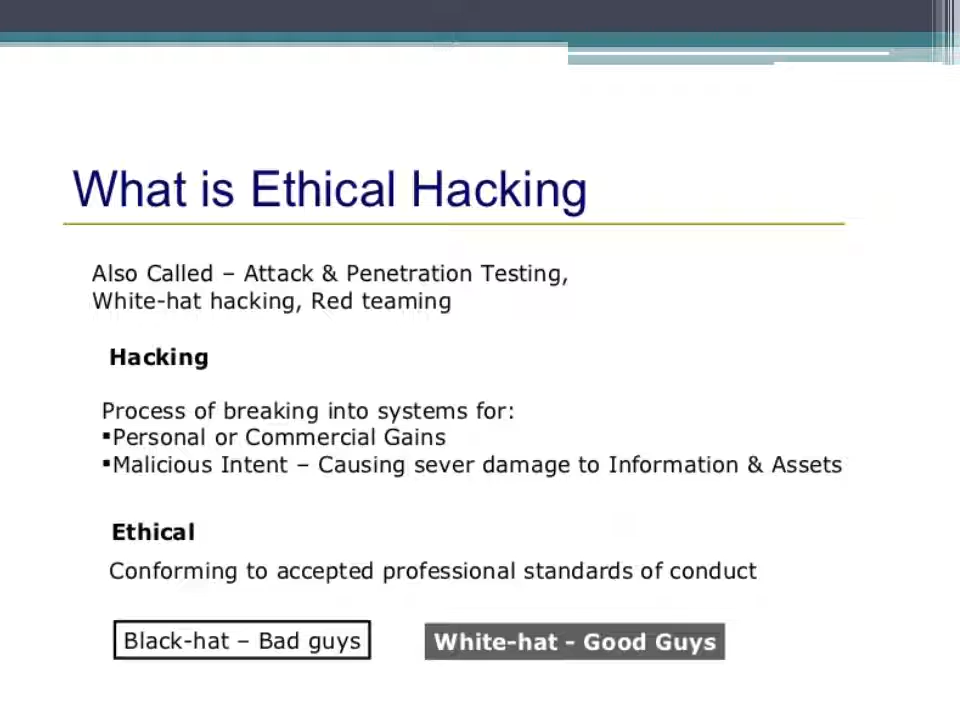 What is Ethical Hacking
Also Called – Attack & Penetration Testing,
White-hat hacking, Red teaming
Hacking
Process of breaking into systems for:
▪Personal or Commercial Gains
▪Malicious Intent – Causing sever damage to Information & Assets
Ethical
Conforming to accepted professional standards of conduct
Black-hat – Bad guys
White-hat - Good Guys